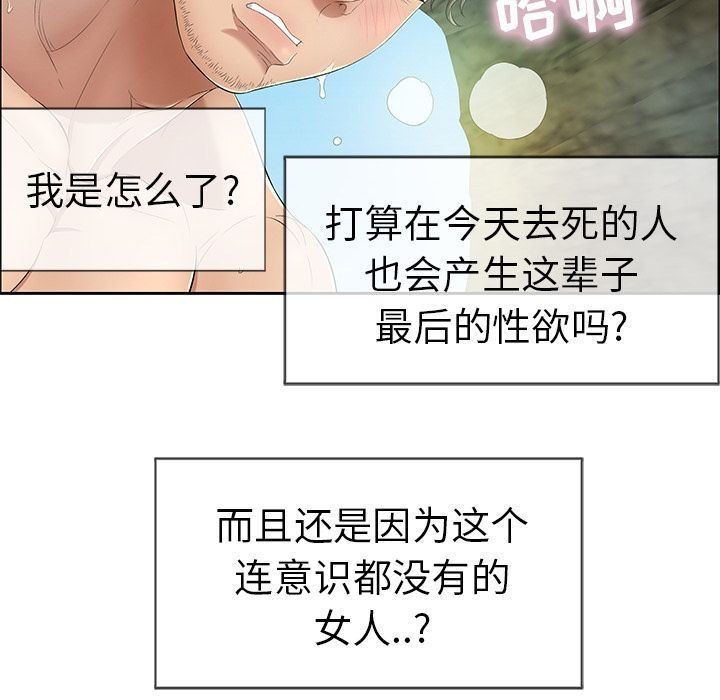 哈啊
我是怎么了?
打算在今天去死的人
也会产生这辈子
最后的性欲吗?
而且还是因为这个
连意识都没有的
女人..?